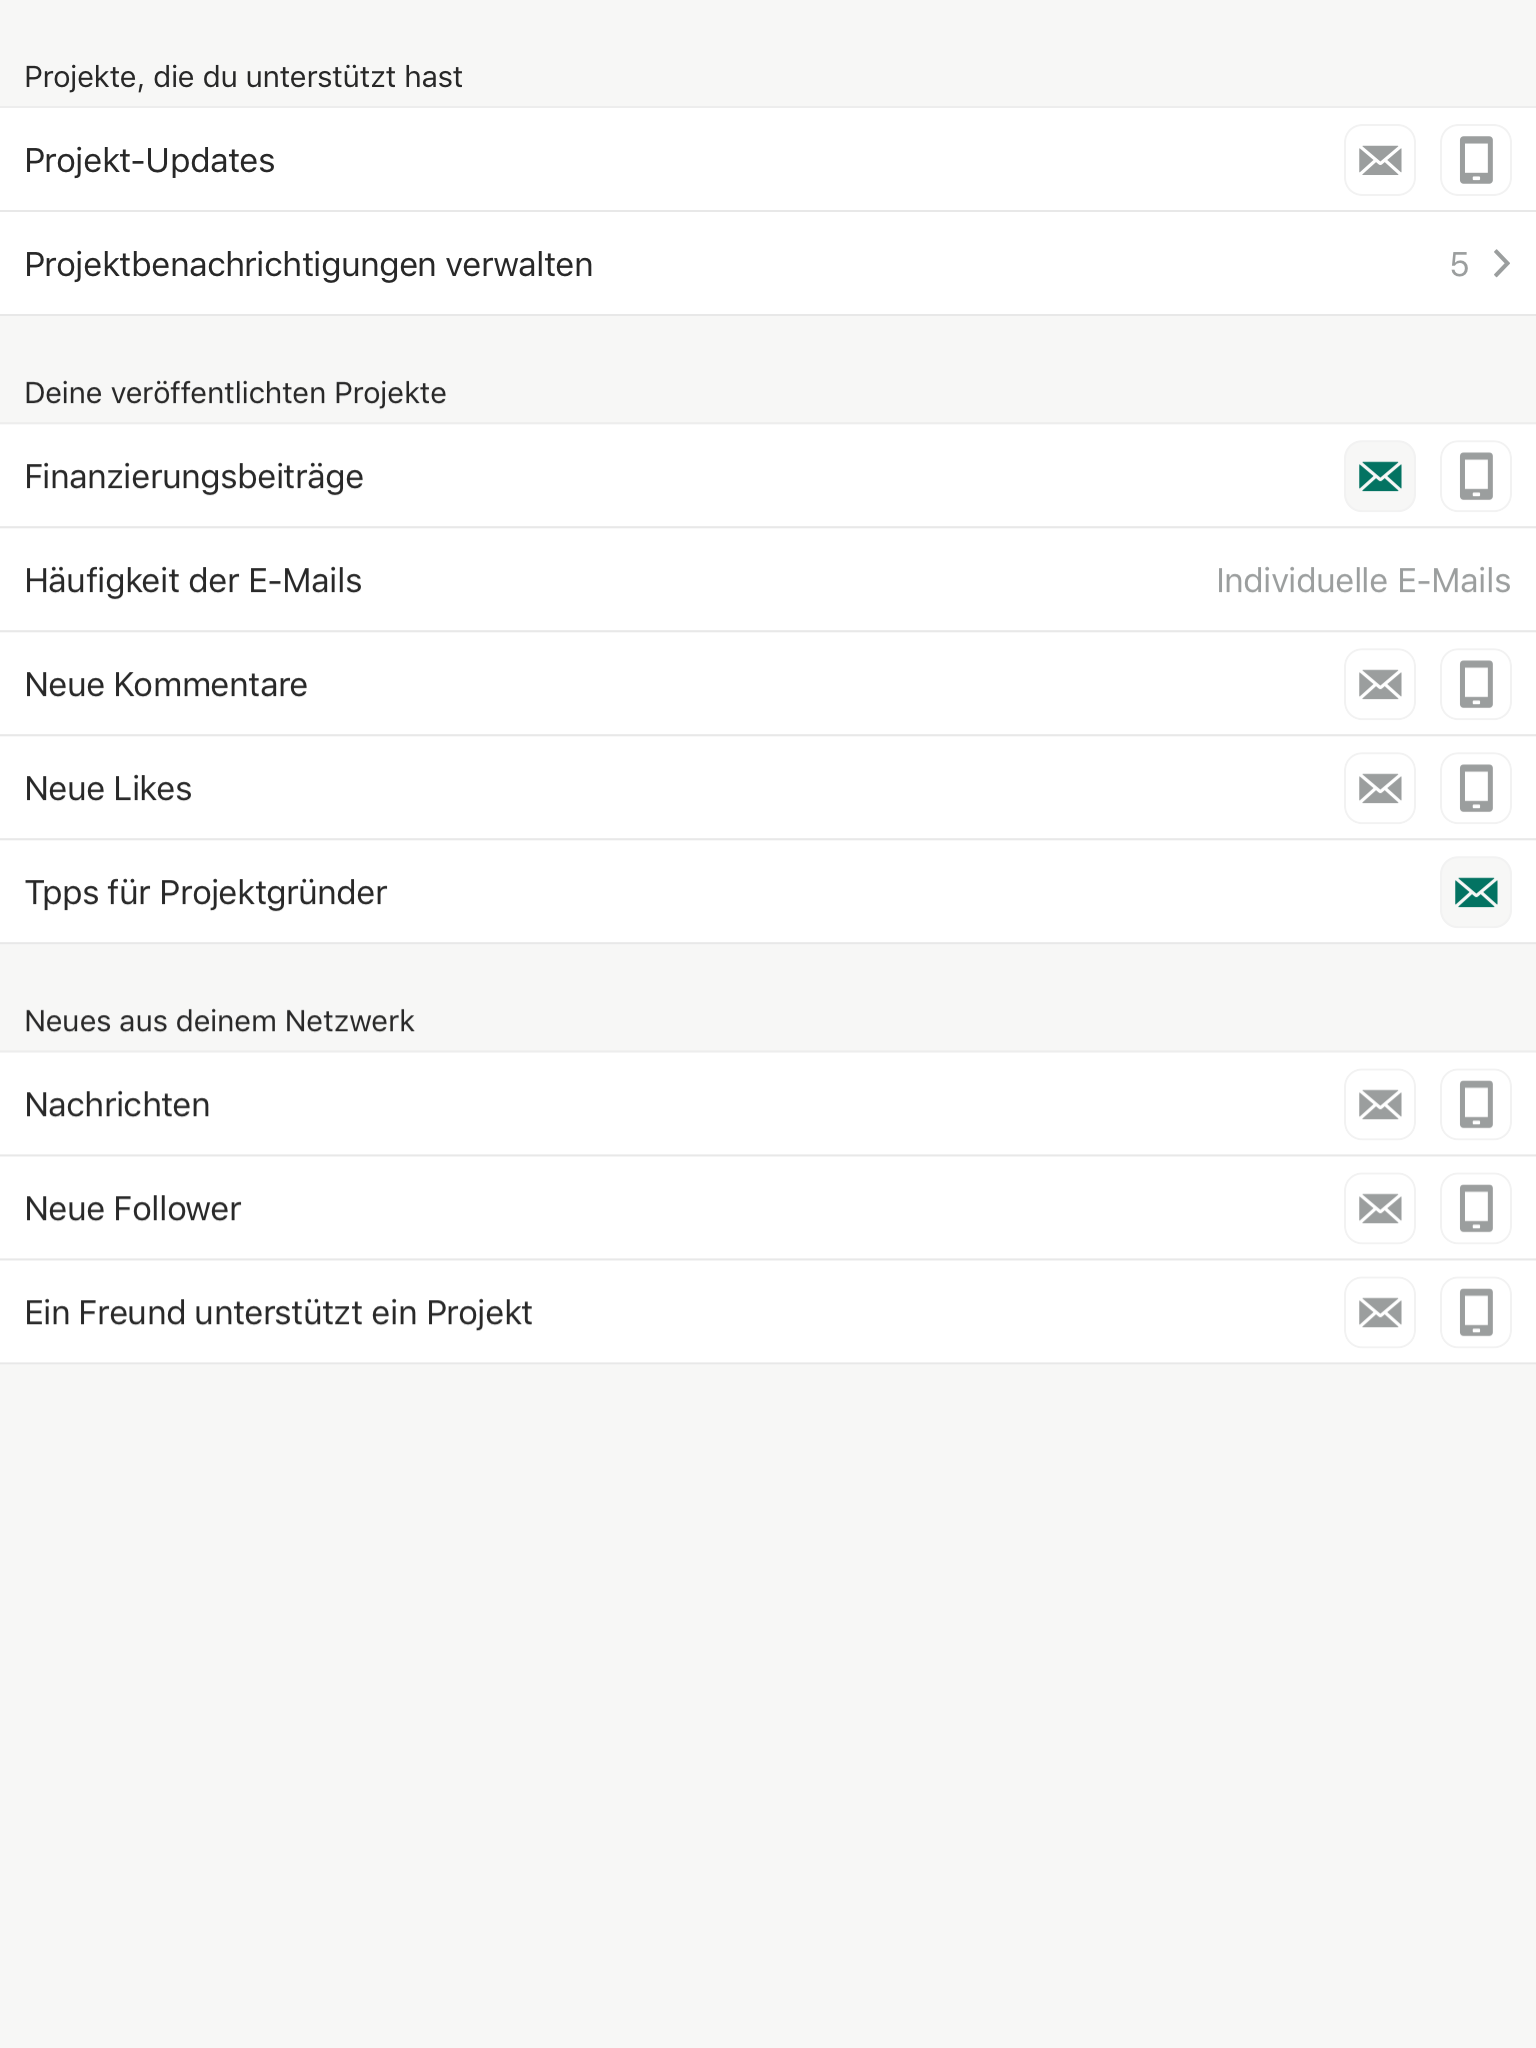 Projekte, die du unterstützt hast
Projekt-Updates
Projektbenachrichtigungen verwalten 5
Deine veröffentlichten Projekte
Finanzierungsbeiträge
Häufigkeit der E-Mails Individuelle E-Mails
Neue Kommentare
Neue Likes
Tpps für Projektgründer
Neues aus deinem Netzwerk
Nachrichten
Neue Follower
Ein Freund unterstützt ein Projekt